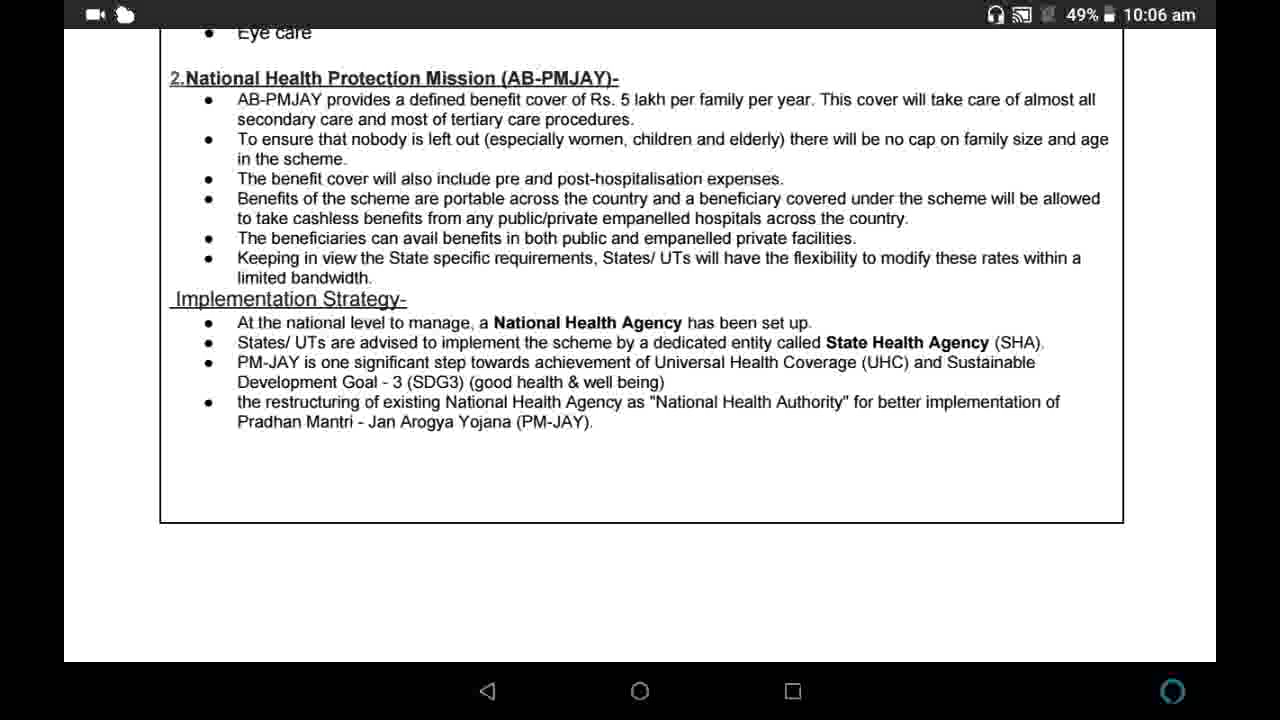 49% 10:06 am
• Eye care
2.National Health Protection Mission (AB-PMJAY)-
• AB-PMJAY provides a defined benefit cover of Rs. 5 lakh per family per year. This cover will take care of almost all
secondary care and most of tertiary care procedures.
• To ensure that nobody is left out (especially women, children and elderly) there will be no cap on family size and age
in the scheme.
• The benefit cover will also include pre and post-hospitalisation expenses.
• Benefits of the scheme are portable across the country and a beneficiary covered under the scheme will be allowed
to take cashless benefits from any public/private empanelled hospitals across the country.
• The beneficiaries can avail benefits in both public and empanelled private facilities.
• Keeping in view the State specific requirements, States/ UTs will have the flexibility to modify these rates within a
limited bandwidth.
Implementation Strategy-
• At the national level to manage, a National Health Agency has been set up.
• States/ UTs are advised to implement the scheme by a dedicated entity called State Health Agency (SHA).
• PM-JAY is one significant step towards achievement of Universal Health Coverage (UHC) and Sustainable
Development Goal - 3 (SDG3) (good health & well being)
• the restructuring of existing National Health Agency as "National Health Authority" for better implementation of
Pradhan Mantri - Jan Arogya Yojana (PM-JAY).